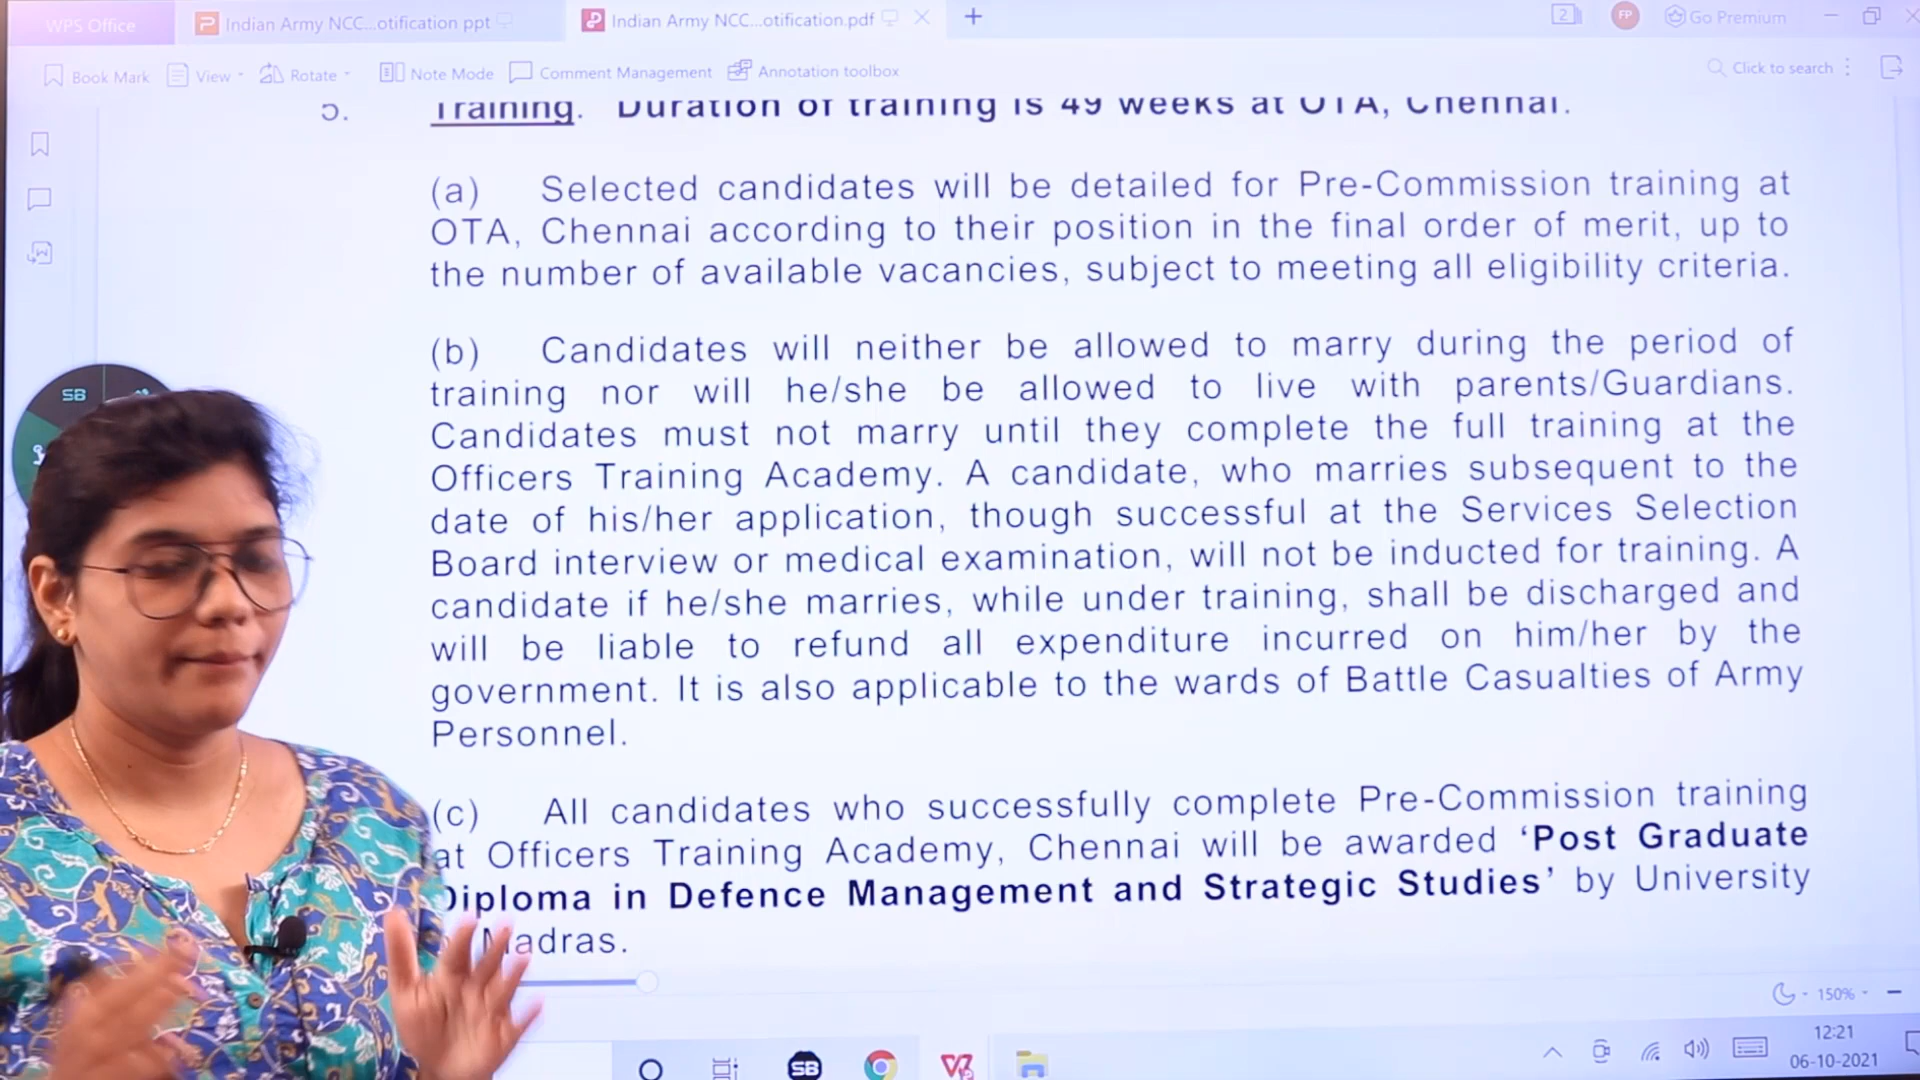 WPS Office
Indian Army NCC...otification ppt
Indian Army NCC...otification.pdf
2
FP
Go Premium
Book Mark
View
Rotate
Note Mode
Comment Management
Annotation toolbox
Click to search
5. Training. Duration of training is 49 weeks at OTA, Chennai.
(a) Selected candidates will be detailed for Pre-Commission training at
OTA, Chennai according to their position in the final order of merit, up to
the number of available vacancies, subject to meeting all eligibility criteria.
(b) Candidates will neither be allowed to marry during the period of
training nor will he/she be allowed to live with parents/Guardians.
Candidates must not marry until they complete the full training at the
Officers Training Academy. A candidate, who marries subsequent to the
date of his/her application, though successful at the Services Selection
Board interview or medical examination, will not be inducted for training. A
candidate if he/she marries, while under training, shall be discharged and
will be liable to refund all expenditure incurred on him/her by the
government. It is also applicable to the wards of Battle Casualties of Army
Personnel.
(c) All candidates who successfully complete Pre-Commission training
at Officers Training Academy, Chennai will be awarded ‘Post Graduate
Diploma in Defence Management and Strategic Studies’ by University
Madras.
SB
150%
SB
12:21
06-10-2021